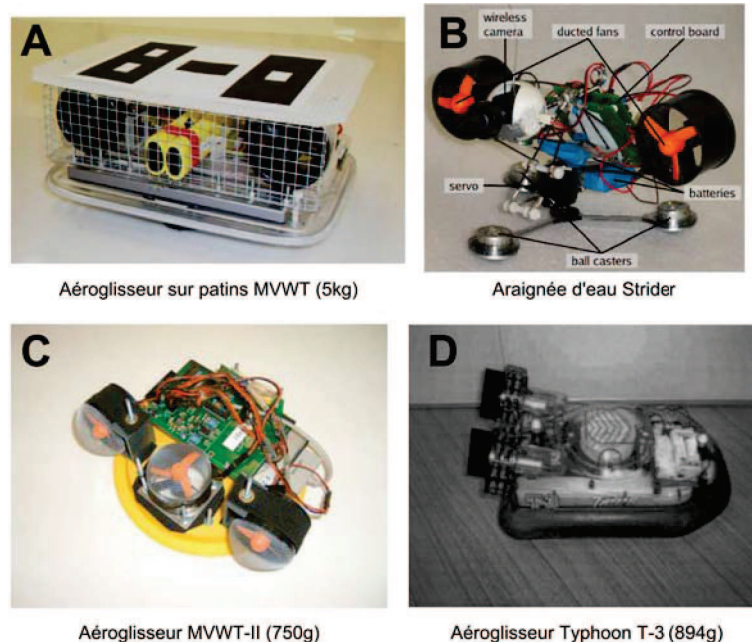 A
B
wireless
camera
ducted fans
control board
servo
batteries
ball casters
Aéroglisseur sur patins MVWT (5kg)
Araignée d'eau Strider
C
D
Aéroglisseur MVWT-II (750g)
Aéroglisseur Typhoon T-3 (894g)